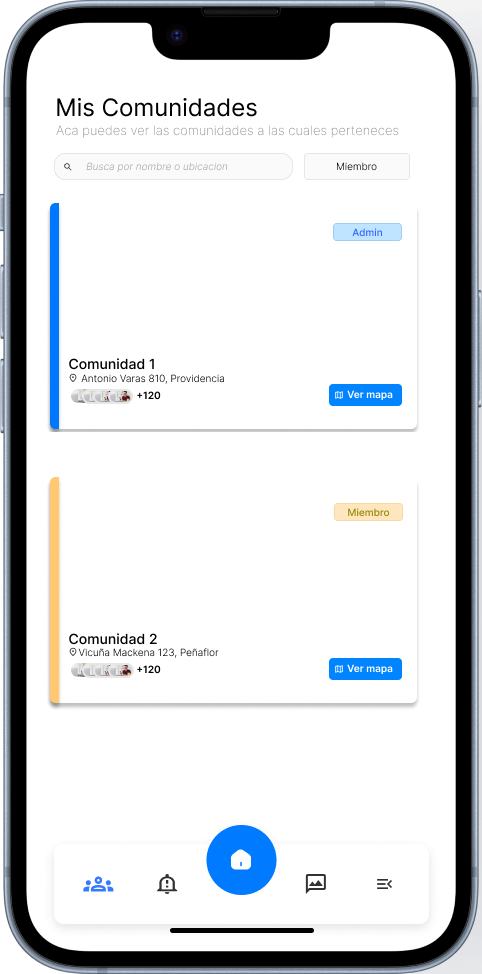 Mis Comunidades
Aca puedes ver las comunidades a las cuales perteneces
Busca por nombre o ubicacion
Miembro
Admin
Comunidad 1
Antonio Varas 810, Providencia
+120
Ver mapa
Miembro
Comunidad 2
Vicuña Mackena 123, Peñaflor
+120
Ver mapa